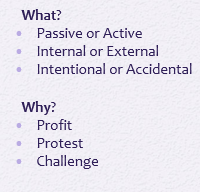 What?
• Passive or Active
• Internal or External
• Intentional or Accidental
Why?
• Profit
• Protest
• Challenge